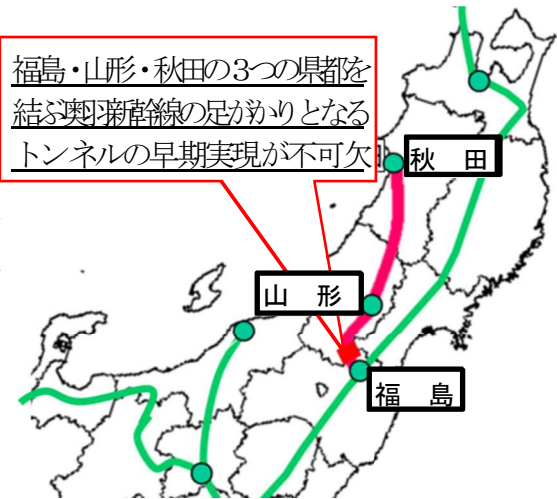 福島・山形・秋田の3つの県都を
結ぶ奥羽新幹線の足がかりとなる
トンネルの早期実現が不可欠
秋 田
山 形
福 島